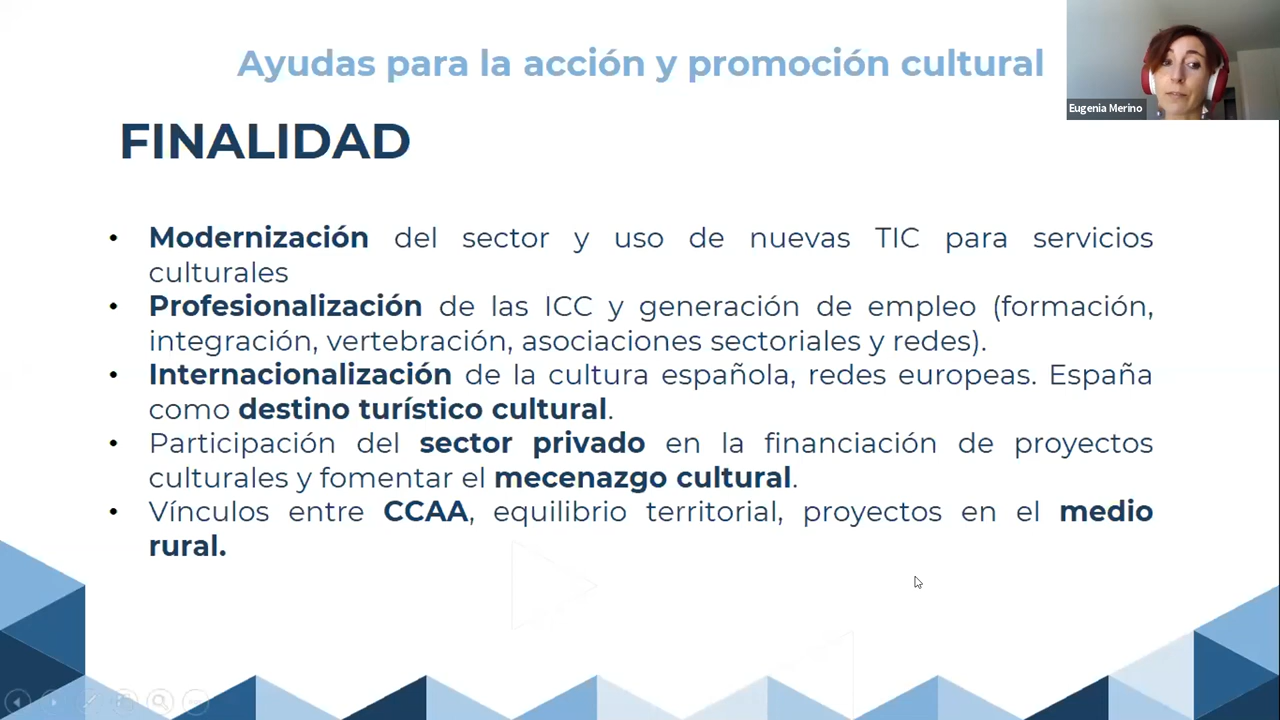 Ayudas para la acción y promoción cultural
Eugenia Merino
FINALIDAD
• Modernización del sector y uso de nuevas TIC para servicios
culturales
• Profesionalización de las ICC y generación de empleo (formación,
integración, vertebración, asociaciones sectoriales y redes).
• Internacionalización de la cultura española, redes europeas. España
como destino turístico cultural.
• Participación del sector privado en la financiación de proyectos
culturales y fomentar el mecenazgo cultural.
• Vínculos entre CCAA, equilibrio territorial, proyectos en el medio
rural.